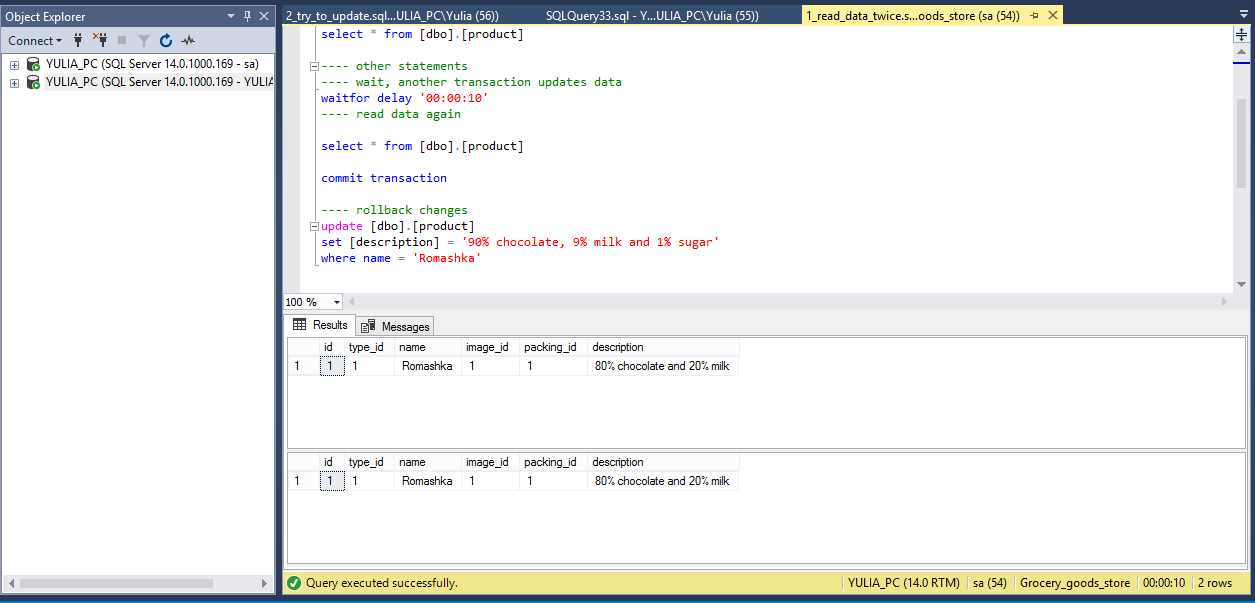 Object Explorer
Connect
YULIA_PC (SQL Server 14.0.1000.169 - sa)
YULIA_PC (SQL Server 14.0.1000.169 - YULIA
2_try_to_update.sql...ULIA_PC\Yulia (56))
SQLQuery33.sql - Y...ULIA_PC\Yulia (55))
1_read_data_twice.s...oods_store (sa (54))
select * from [dbo].[product]
---- other statements
---- wait, another transaction updates data
waitfor delay '00:00:10'
---- read data again
select * from [dbo].[product]
commit transaction
---- rollback changes
update [dbo].[product]
set [description] = '90% chocolate, 9% milk and 1% sugar'
where name = 'Romashka'
100 %
Results Messages
id type_id name image_id packing_id description
1 1 1 Romashka 1 1 80% chocolate and 20% milk
id type_id name image_id packing_id description
1 1 1 Romashka 1 1 80% chocolate and 20% milk
Query executed successfully. YULIA_PC (14.0 RTM) sa (54) Grocery_goods_store 00:00:10 2 rows